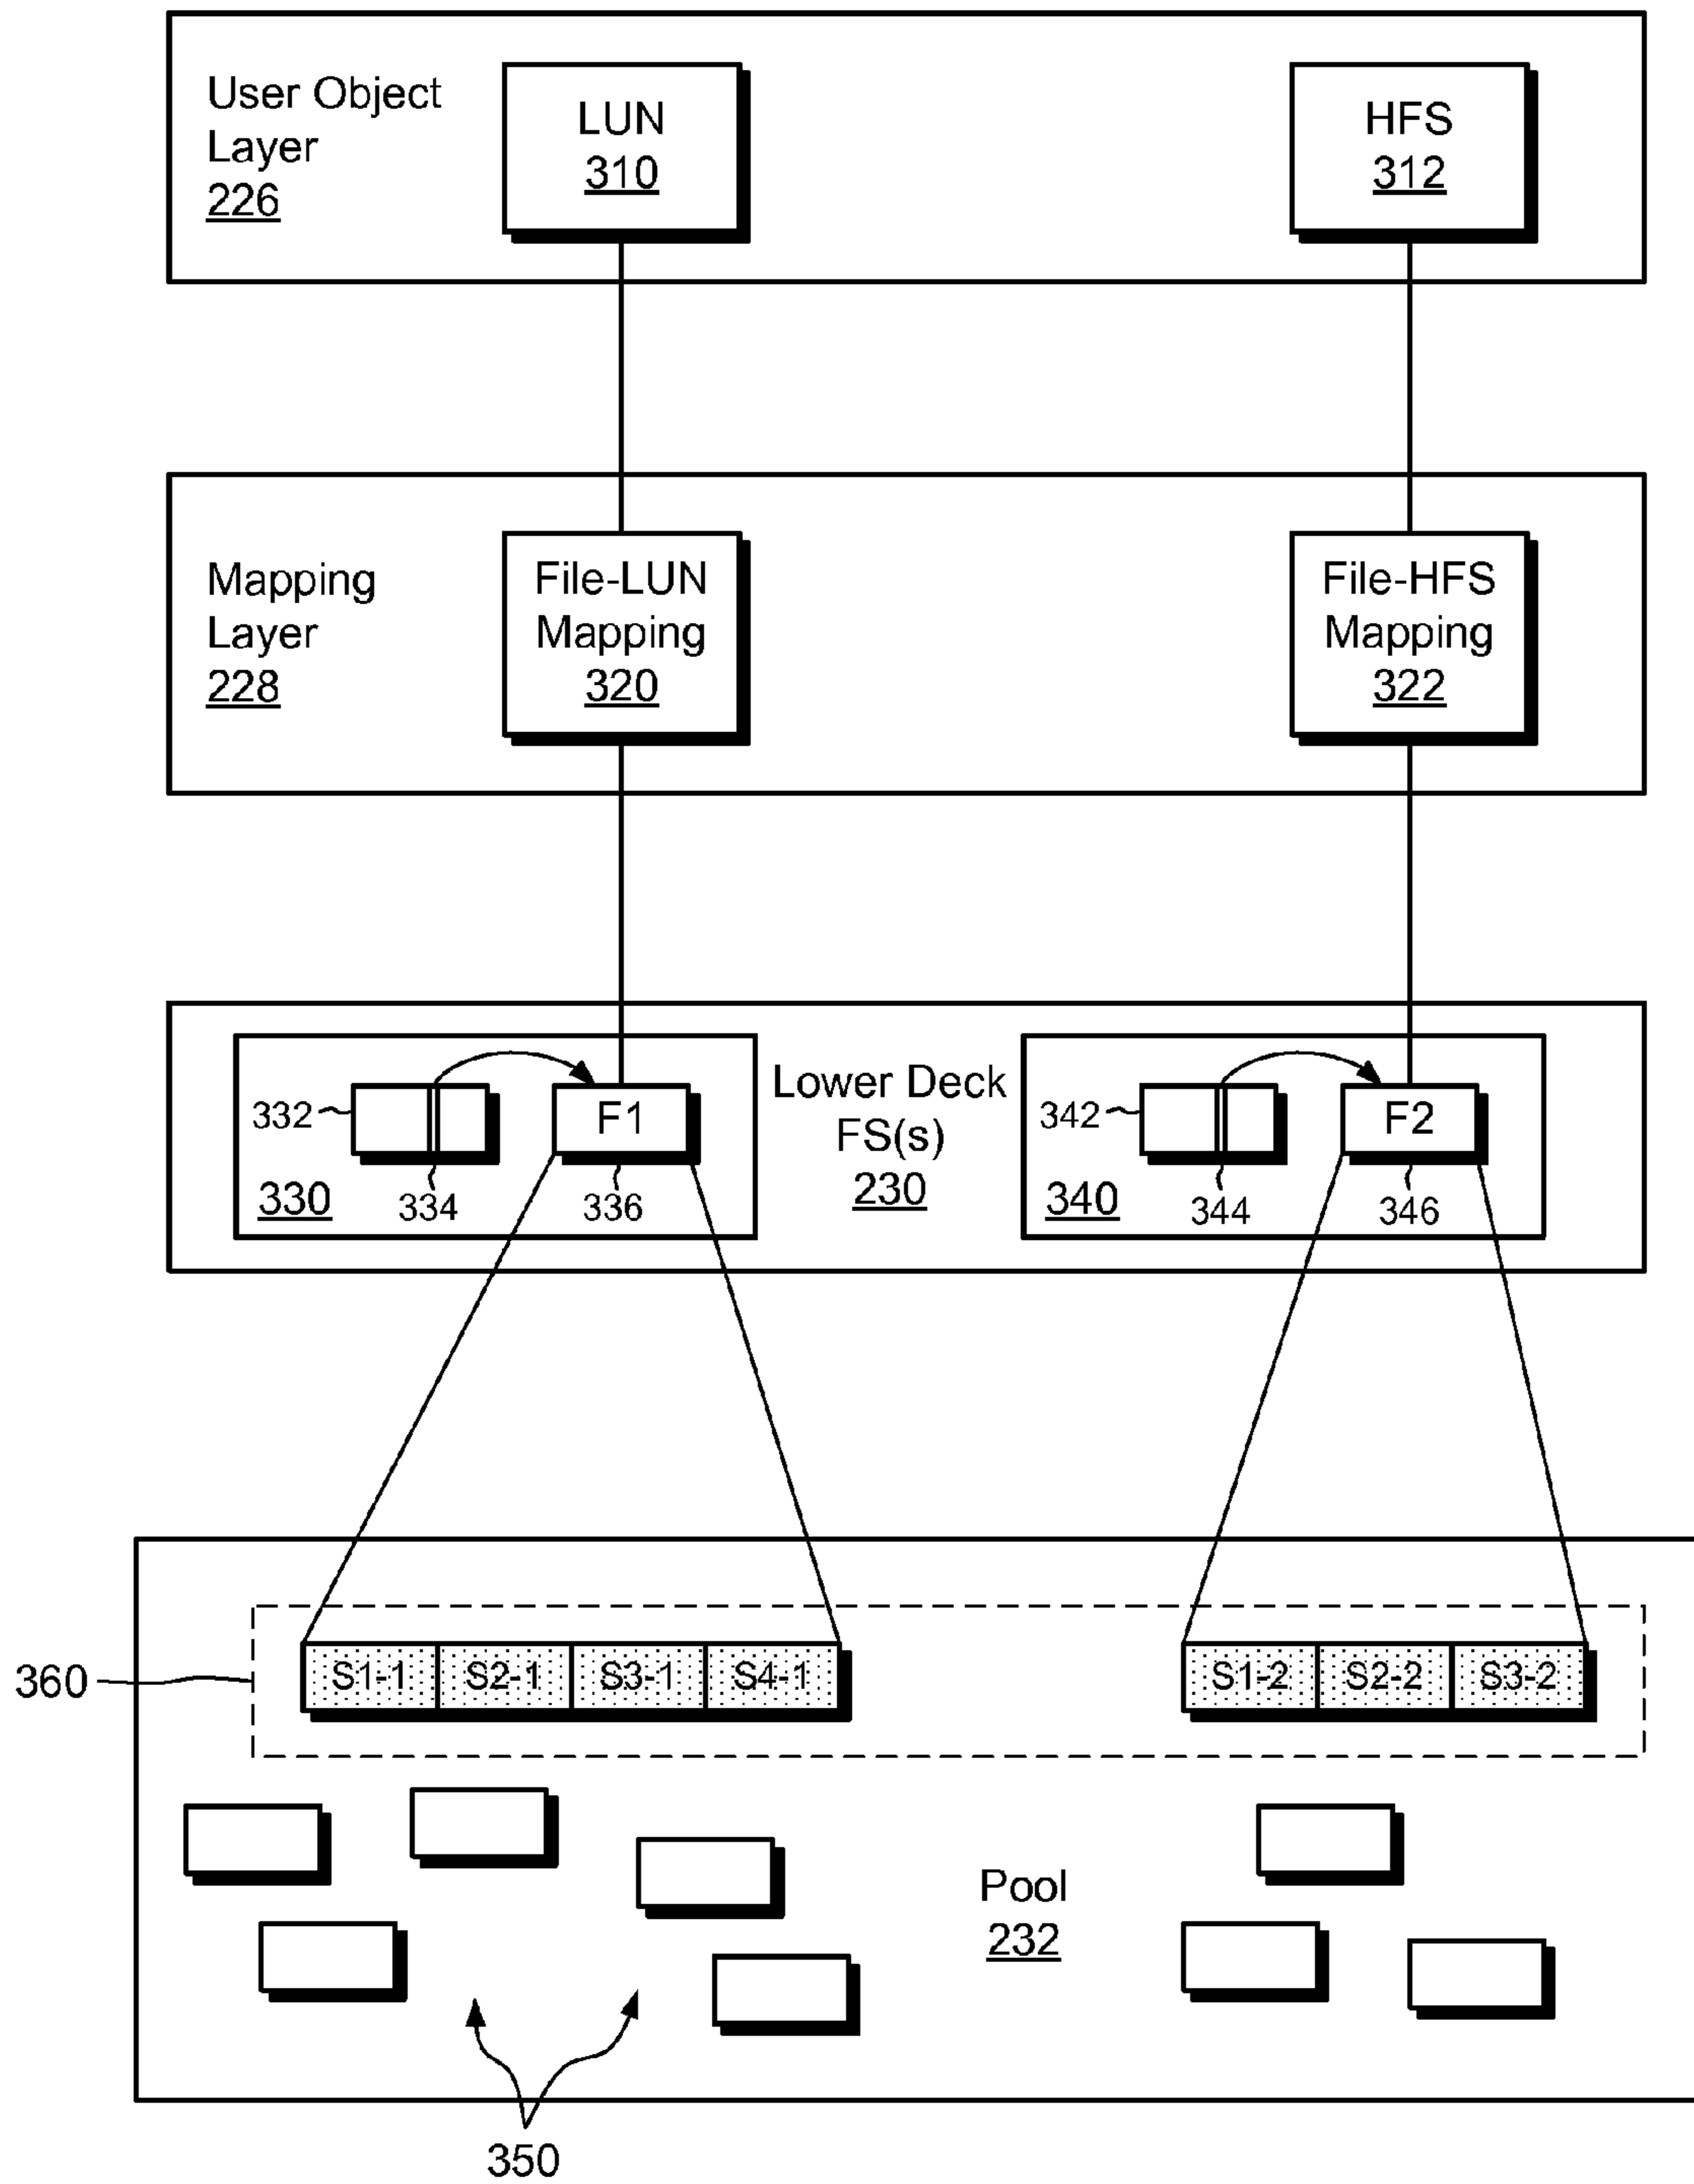 User Object
Layer
226
LUN
310
HFS
312
Mapping
Layer
228
File-LUN
Mapping
320
File-HFS
Mapping
322
332
334
F1
336
330
Lower Deck
FS(s)
230
342
344
F2
346
340
360
S1-1 S2-1 S3-1 S4-1
S1-2 S2-2 S3-2
Pool
232
350